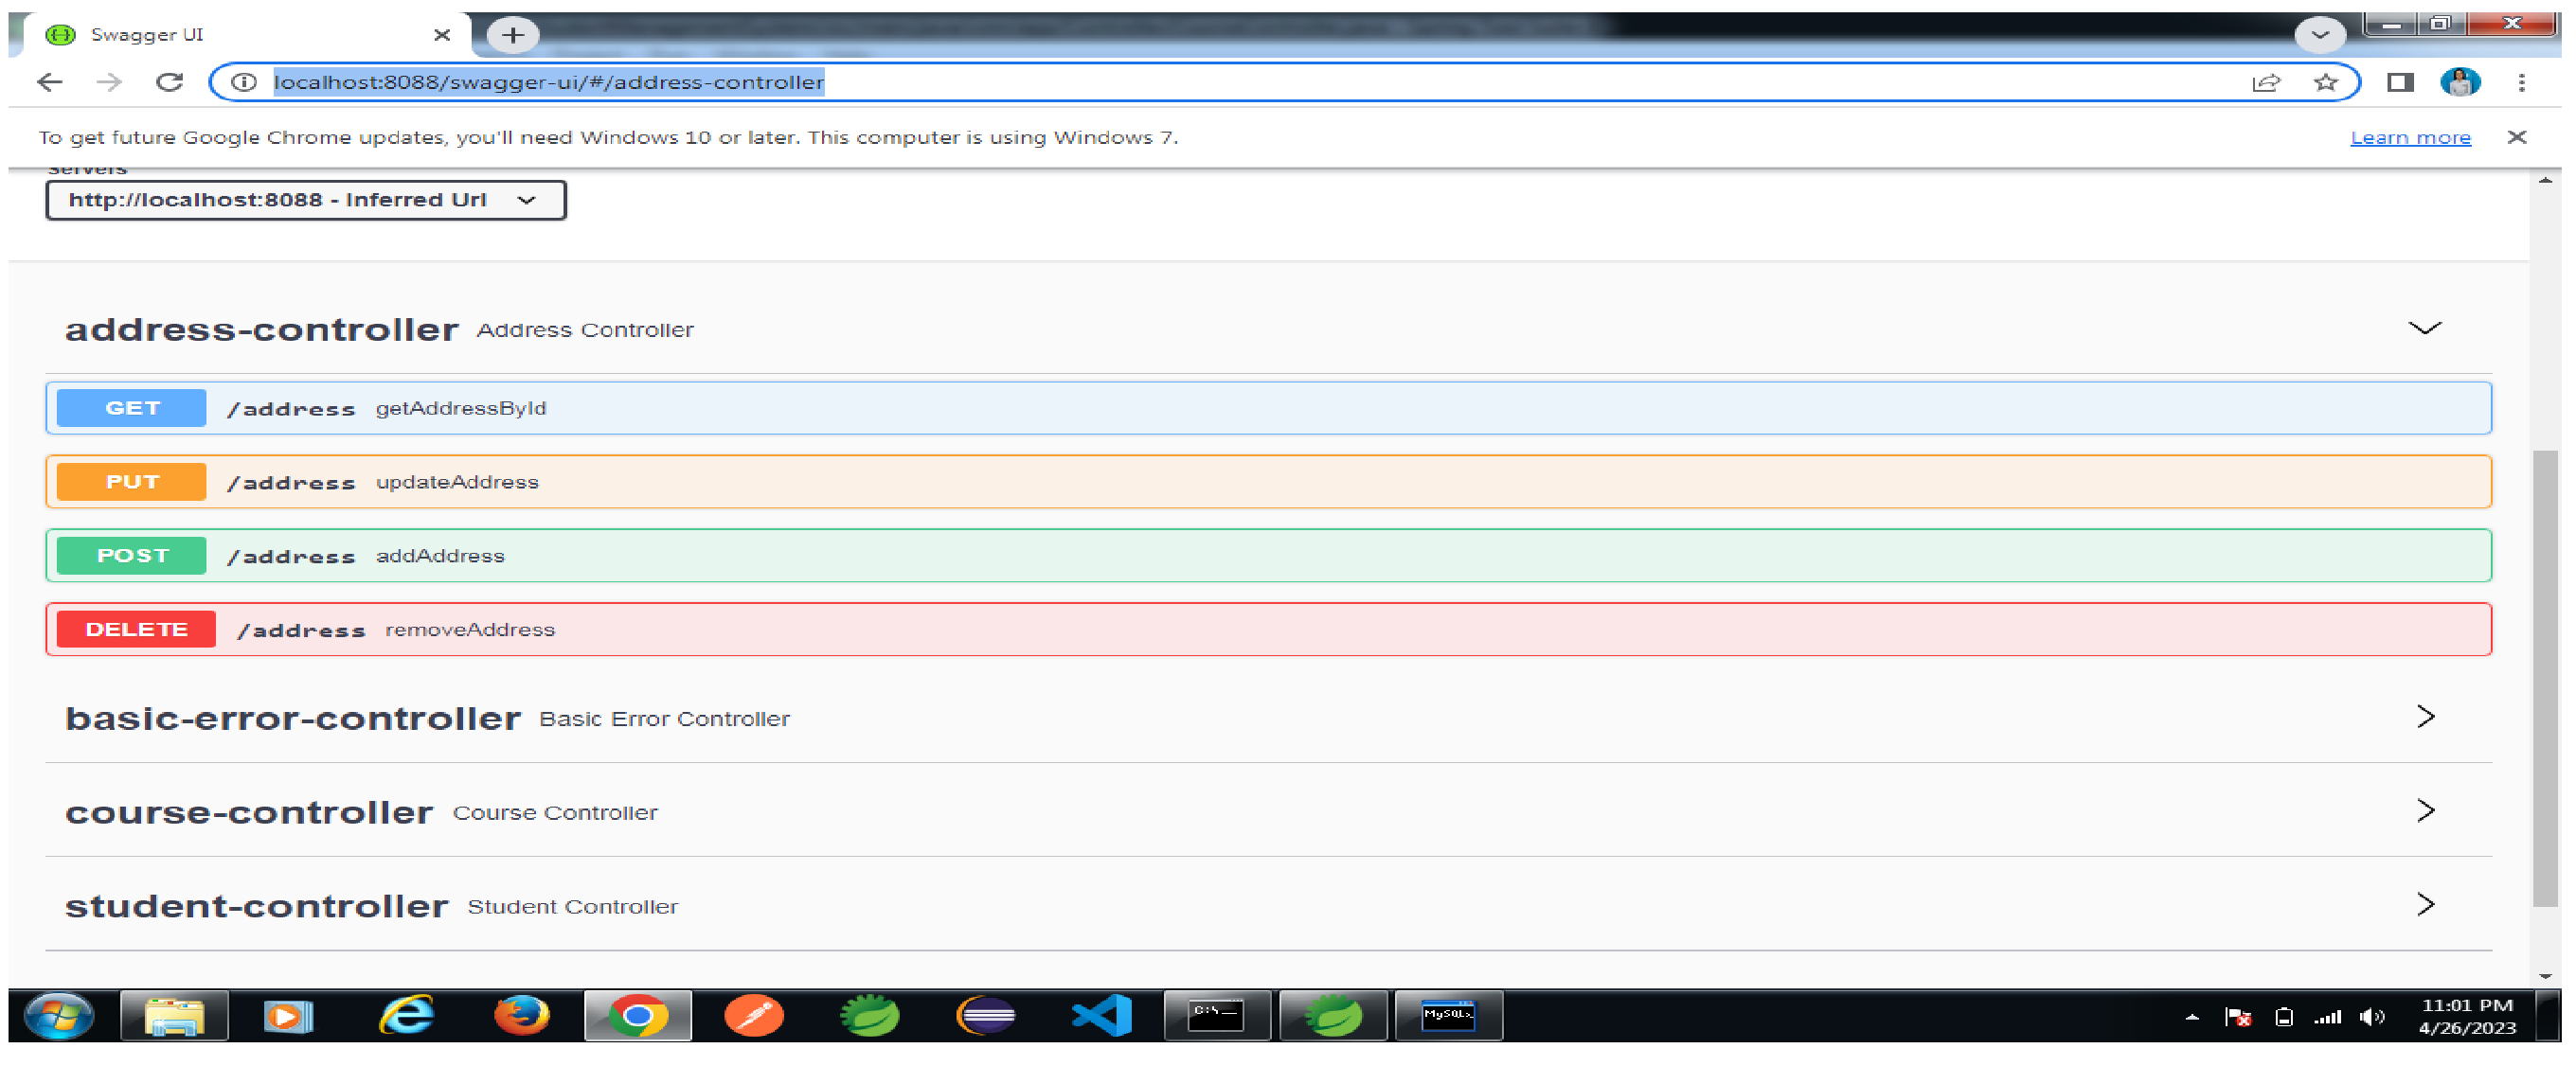 Swagger UI
localhost:8088/swagger-ui/#/address-controller
To get future Google Chrome updates, you'll need Windows 10 or later. This computer is using Windows 7. Learn more
Servers
http://localhost:8088 - Inferred Url
address-controller Address Controller
GET /address getAddressById
PUT /address updateAddress
POST /address addAddress
DELETE /address removeAddress
basic-error-controller Basic Error Controller
course-controller Course Controller
student-controller Student Controller
C:\_
MySQL>
11:01 PM
4/26/2023